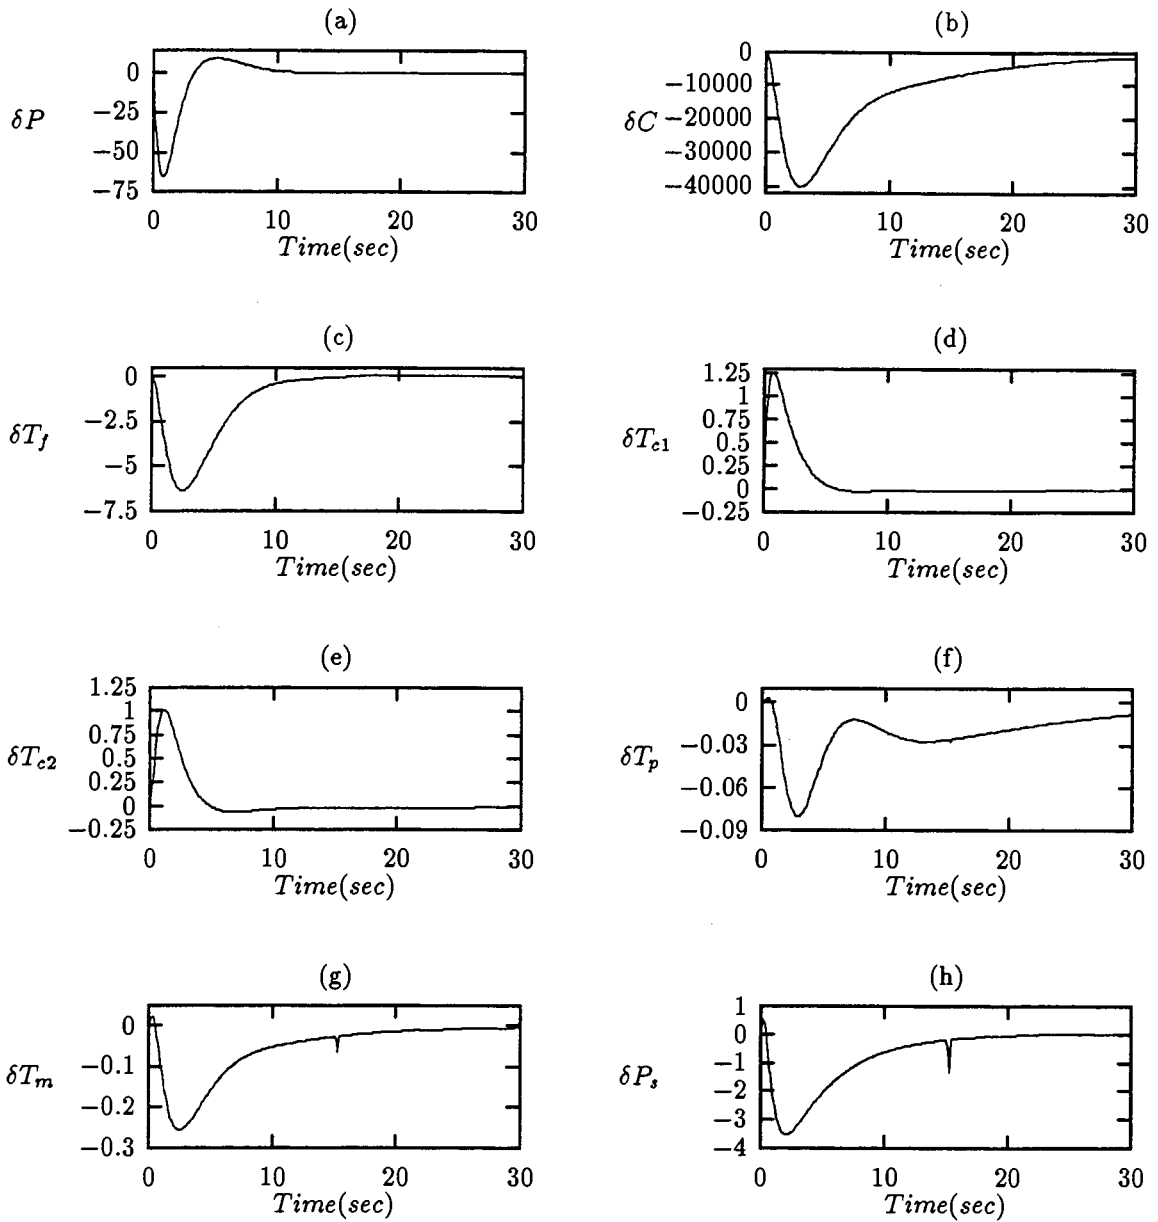 (a)
0
−25
−50
−75
δP
0 10 20 30
Time(sec)
(b)
0
−10000
−20000
−30000
−40000
δC
0 10 20 30
Time(sec)
(c)
0
−2.5
−5
−7.5
δT_f
0 10 20 30
Time(sec)
(d)
1.25
1
0.75
0.5
0.25
0
−0.25
δT_c1
0 10 20 30
Time(sec)
(e)
1.25
1
0.75
0.5
0.25
0
−0.25
δT_c2
0 10 20 30
Time(sec)
(f)
0
−0.03
−0.06
−0.09
δT_p
0 10 20 30
Time(sec)
(g)
0
−0.1
−0.2
−0.3
δT_m
0 10 20 30
Time(sec)
(h)
1
0
−1
−2
−3
−4
δP_s
0 10 20 30
Time(sec)